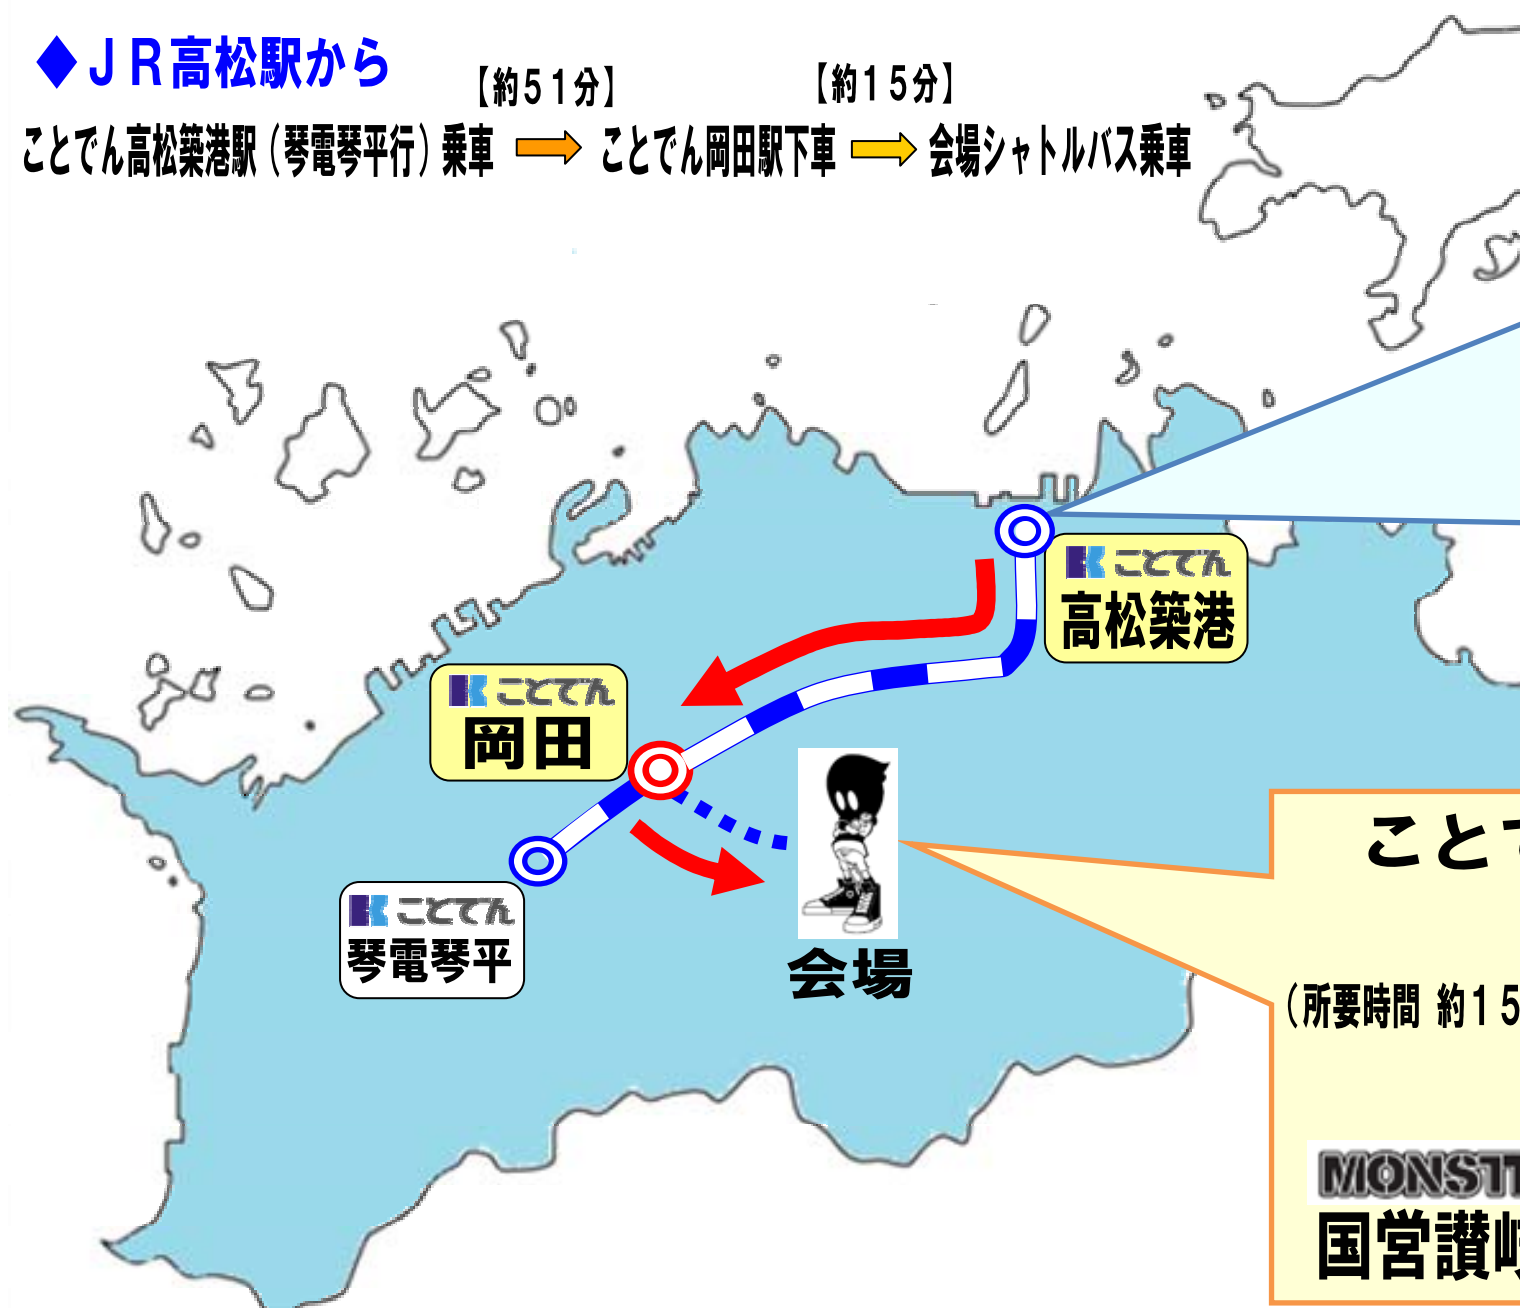 ◆ＪＲ高松駅から
【約５１分】
【約１５分】
ことでん高松築港駅（琴電琴平行）乗車
ことでん岡田駅下車
会場シャトルバス乗車
ことでん
高松築港
ことでん
岡田
ことでん
琴電琴平
会場
ことで
（所要時間 約１５
MONST
国営讃岐